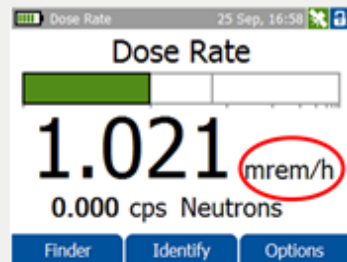 Dose Rate 25 Sep, 16:58
Dose Rate
1.021 mrem/h
0.000 cps Neutrons
Finder Identify Options